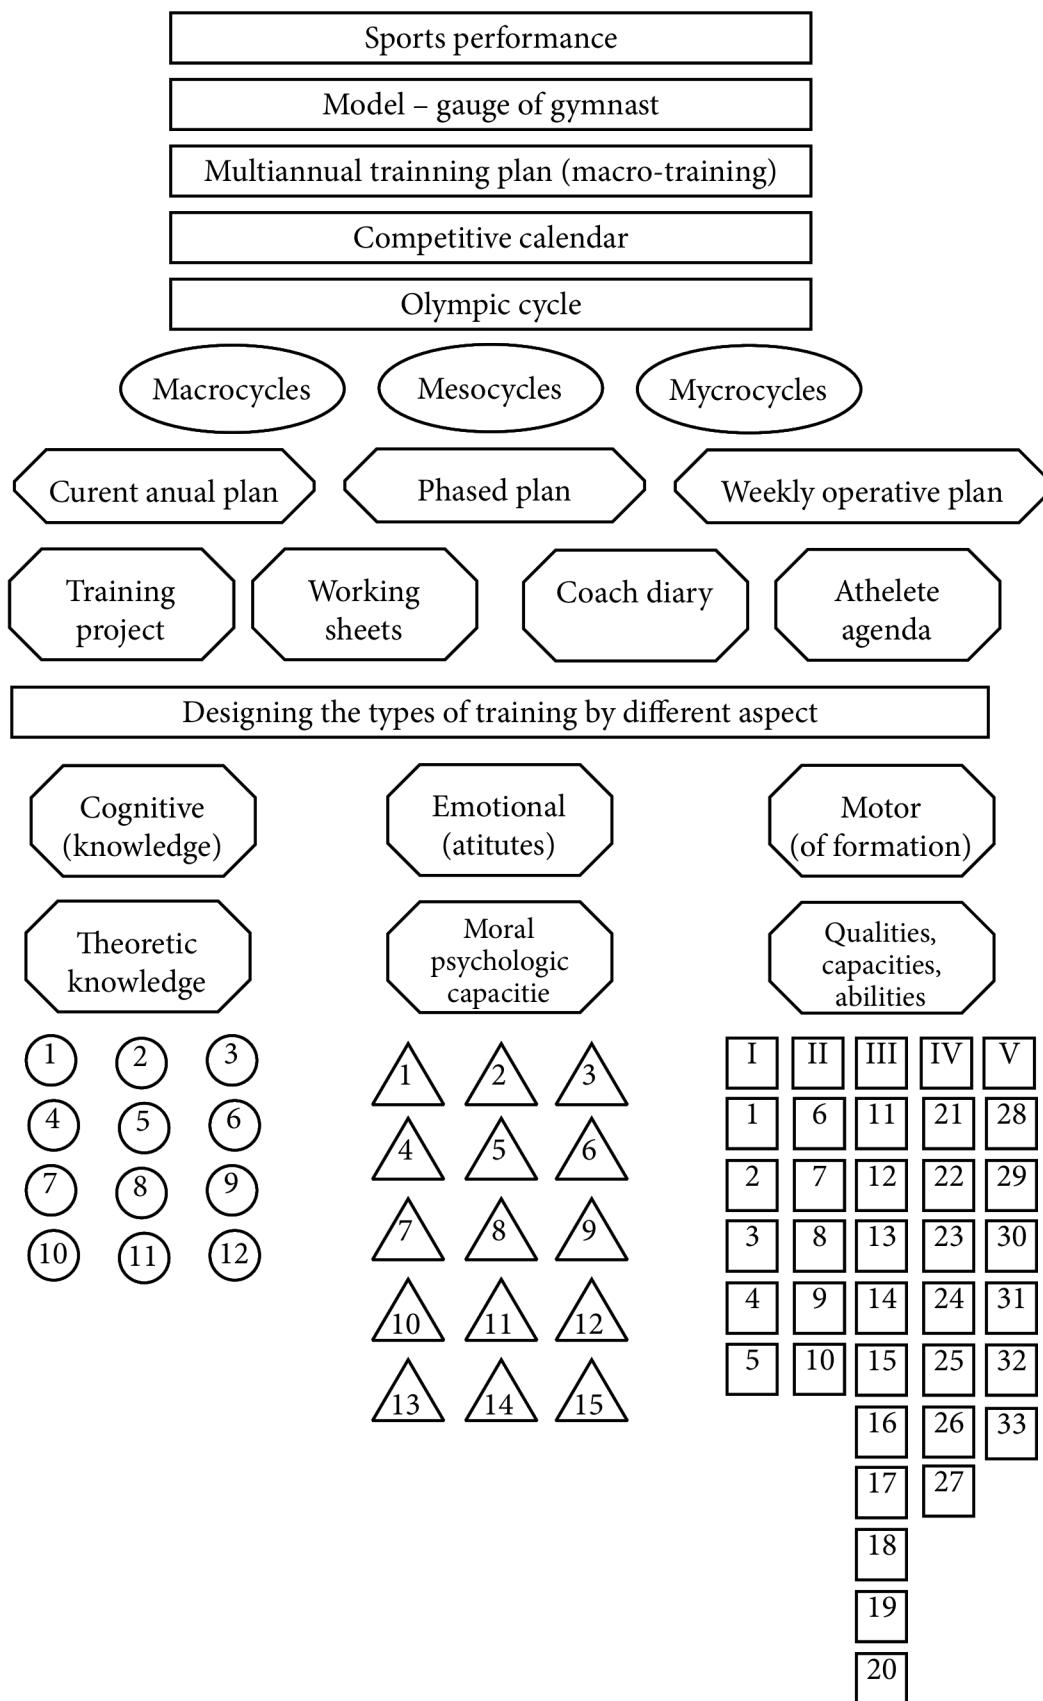 Sports performance
Model – gauge of gymnast
Multiannual trainning plan (macro-training)
Competitive calendar
Olympic cycle
Macrocycles
Mesocycles
Mycrocycles
Curent anual plan
Phased plan
Weekly operative plan
Training
project
Working
sheets
Coach diary
Athelete
agenda
Designing the types of training by different aspect
Cognitive
(knowledge)
Emotional
(atitutes)
Motor
(of formation)
Theoretic
knowledge
Moral
psychologic
capacitie
Qualities,
capacities,
abilities
1 2 3
4 5 6
7 8 9
10 11 12
1 2 3
4 5 6
7 8 9
10 11 12
13 14 15
I II III IV V
1 6 11 21 28
2 7 12 22 29
3 8 13 23 30
4 9 14 24 31
5 10 15 25 32
16 26 33
17 27
18
19
20